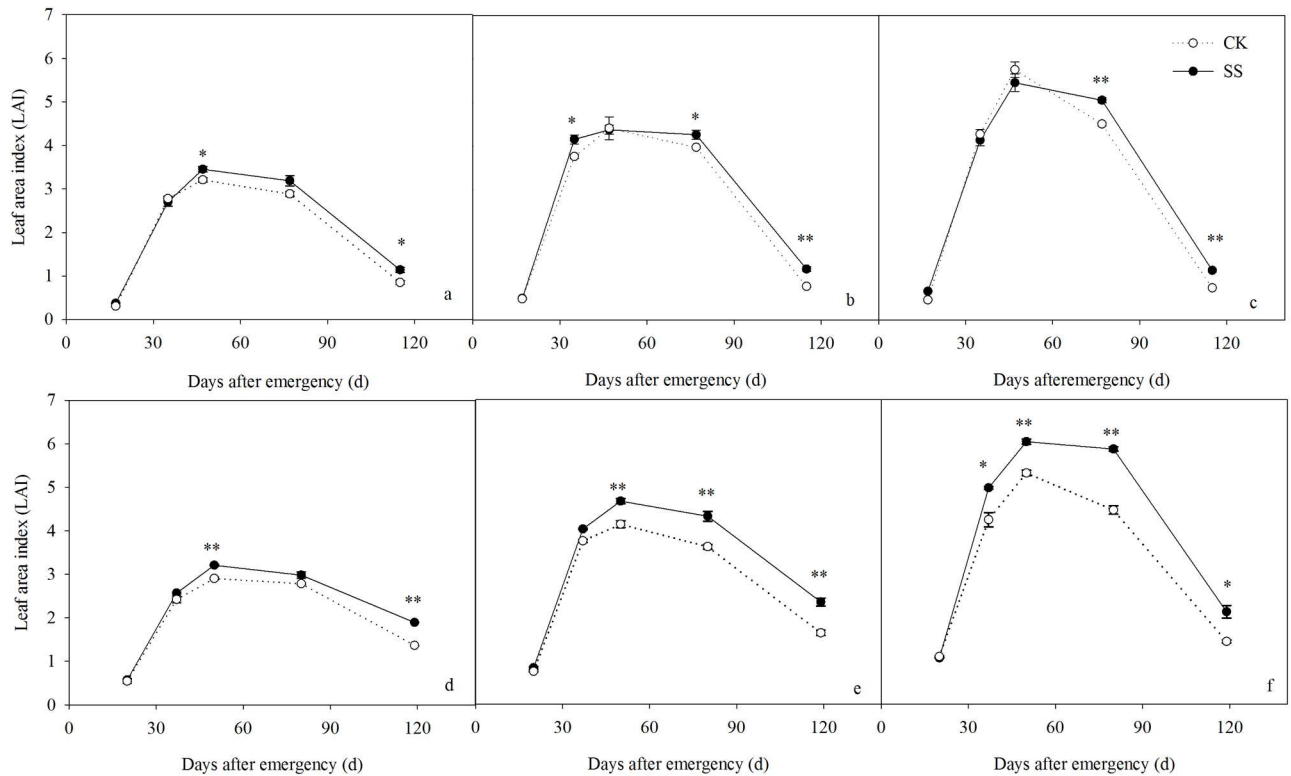 7
6
5
4
3
2
1
0
Leaf area index (LAI)
*
*
a
0 30 60 90 120
Days after emergency (d)
*
*
**
b
0 30 60 90 120
Days after emergency (d)
CK
SS
**
**
c
0 30 60 90 120
Days afteremergency (d)
7
6
5
4
3
2
1
0
Leaf area index (LAI)
**
**
d
0 30 60 90 120
Days after emergency (d)
**
**
**
e
0 30 60 90 120
Days after emergency (d)
**
**
*
*
f
0 30 60 90 120
Days after emergency (d)